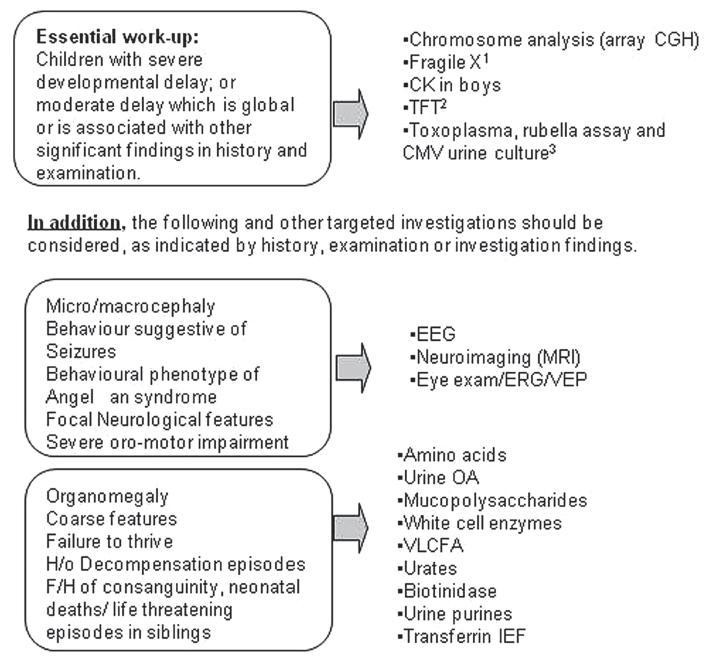 Essential work-up:
Children with severe
developmental delay; or
moderate delay which is global
or is associated with other
significant findings in history and
examination.
▪Chromosome analysis (array CGH)
▪Fragile X¹
▪CK in boys
▪TFT²
▪Toxoplasma, rubella assay and
CMV urine culture³
In addition, the following and other targeted investigations should be
considered, as indicated by history, examination or investigation findings.
Micro/macrocephaly
Behaviour suggestive of
Seizures
Behavioural phenotype of
Angel an syndrome
Focal Neurological features
Severe oro-motor impairment
▪EEG
▪Neuroimaging (MRI)
▪Eye exam/ERG/VEP
Organomegaly
Coarse features
Failure to thrive
H/o Decompensation episodes
F/H of consanguinity, neonatal
deaths/ life threatening
episodes in siblings
▪Amino acids
▪Urine OA
▪Mucopolysaccharides
▪White cell enzymes
▪VLCFA
▪Urates
▪Biotinidase
▪Urine purines
▪Transferrin IEF